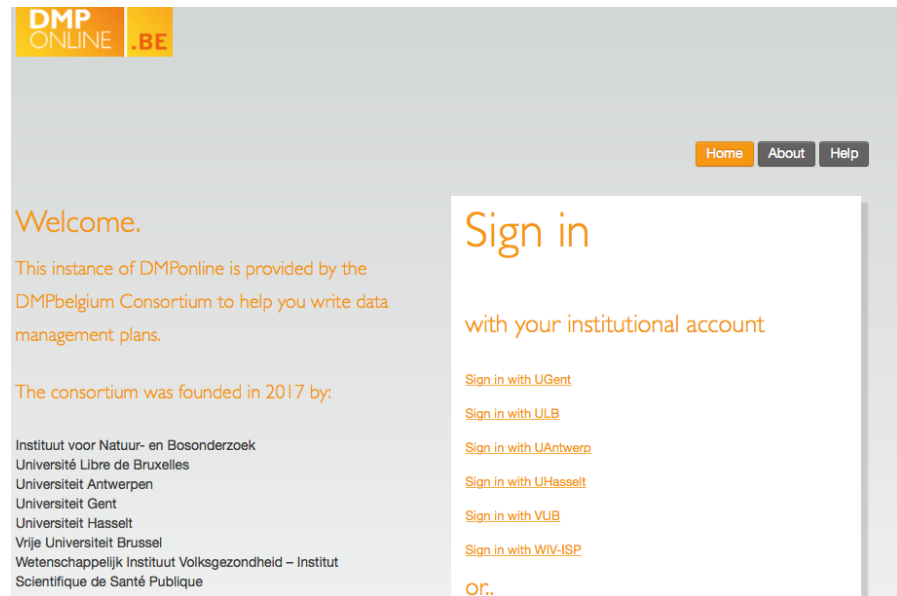 DMP
ONLINE .BE
Home About Help
Welcome.
This instance of DMPonline is provided by the
DMPbelgium Consortium to help you write data
management plans.
The consortium was founded in 2017 by:
Instituut voor Natuur- en Bosonderzoek
Université Libre de Bruxelles
Universiteit Antwerpen
Universiteit Gent
Universiteit Hasselt
Vrije Universiteit Brussel
Wetenschappelijk Instituut Volksgezondheid – Institut
Scientifique de Santé Publique
Sign in
with your institutional account
Sign in with UGent
Sign in with ULB
Sign in with UAntwerp
Sign in with UHasselt
Sign in with VUB
Sign in with WIV-ISP
or..